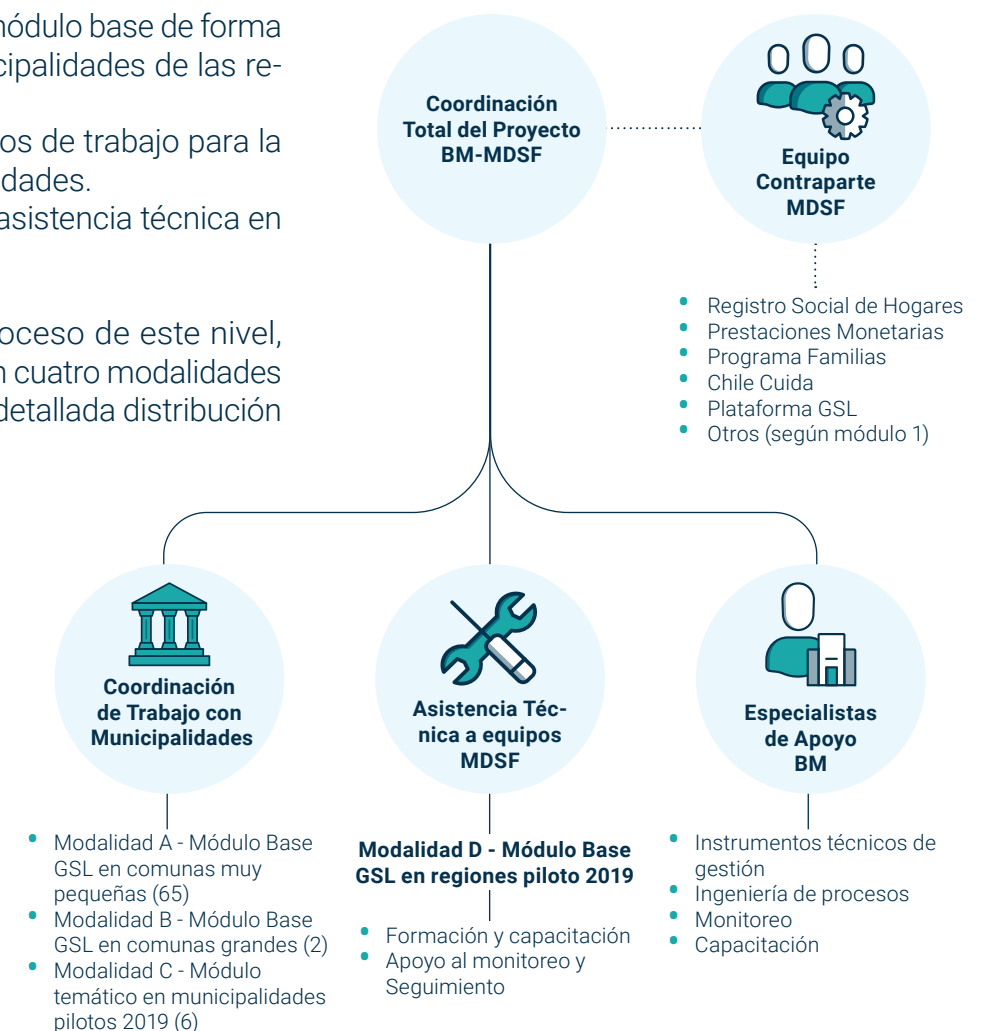 módulo base de forma
cipalidades de las re-
os de trabajo para la
dades.
asistencia técnica en
oceso de este nivel,
n cuatro modalidades
detallada distribución
Coordinación
Total del Proyecto
BM-MDSF
Equipo
Contraparte
MDSF
• Registro Social de Hogares
• Prestaciones Monetarias
• Programa Familias
• Chile Cuida
• Plataforma GSL
• Otros (según módulo 1)
Coordinación
de Trabajo con
Municipalidades
• Modalidad A - Módulo Base
GSL en comunas muy
pequeñas (65)
• Modalidad B - Módulo Base
GSL en comunas grandes (2)
• Modalidad C - Módulo
temático en municipalidades
pilotos 2019 (6)
Asistencia Téc-
nica a equipos
MDSF
Modalidad D - Módulo Base
GSL en regiones piloto 2019
• Formación y capacitación
• Apoyo al monitoreo y
Seguimiento
Especialistas
de Apoyo
BM
• Instrumentos técnicos de
gestión
• Ingeniería de procesos
• Monitoreo
• Capacitación